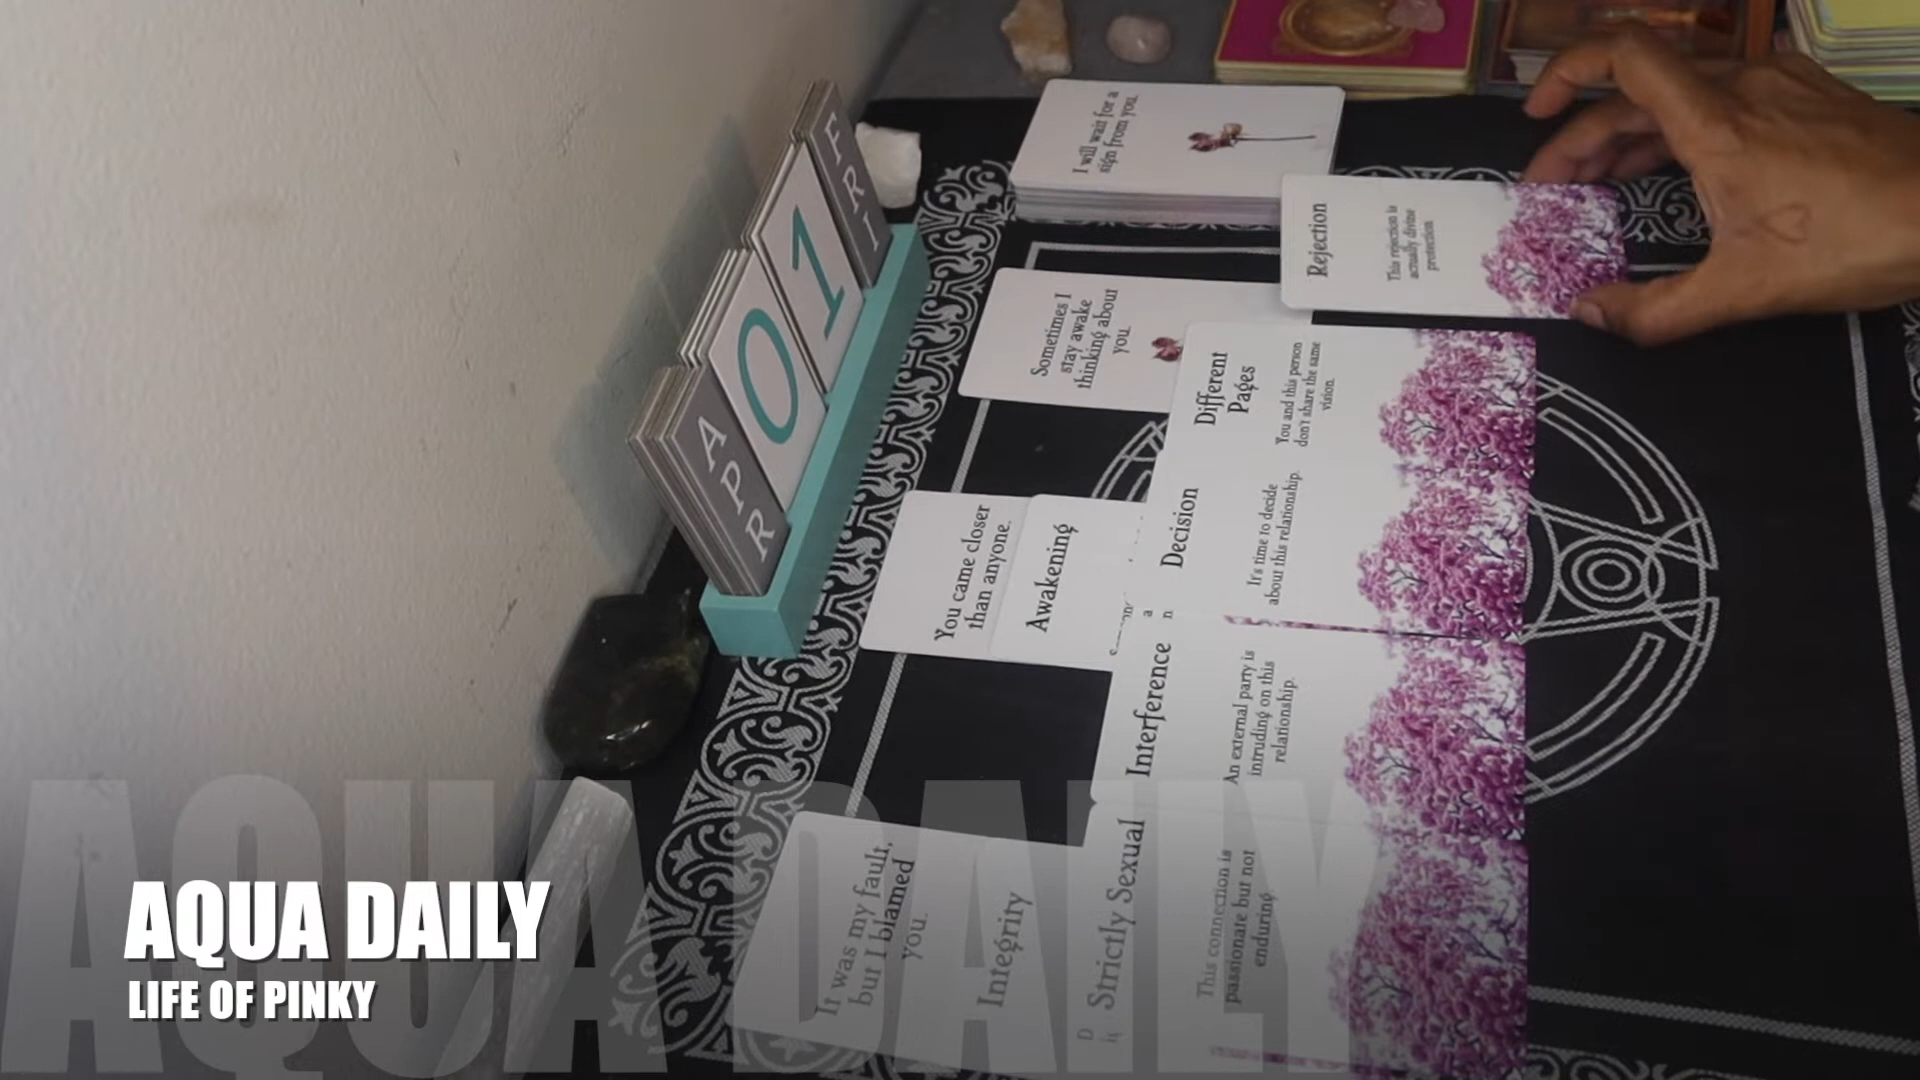 APR
01
FRI
I will wait for a
sign from you.
Rejection
This rejection is
actually divine
protection
Sometimes I
stay awake
thinking about
you.
Different
Pages
You and this person
don't share the same
vision.
You came closer
than anyone.
Awakening
Decision
It's time to decide
about this relationship.
Interference
An external party is
intruding on this
relationship.
It was my fault,
but I blamed
you.
Integrity
Strictly Sexual
This connection is
passionate but not
enduring.
AQUA DAILY
AQUA DAILY
LIFE OF PINKY